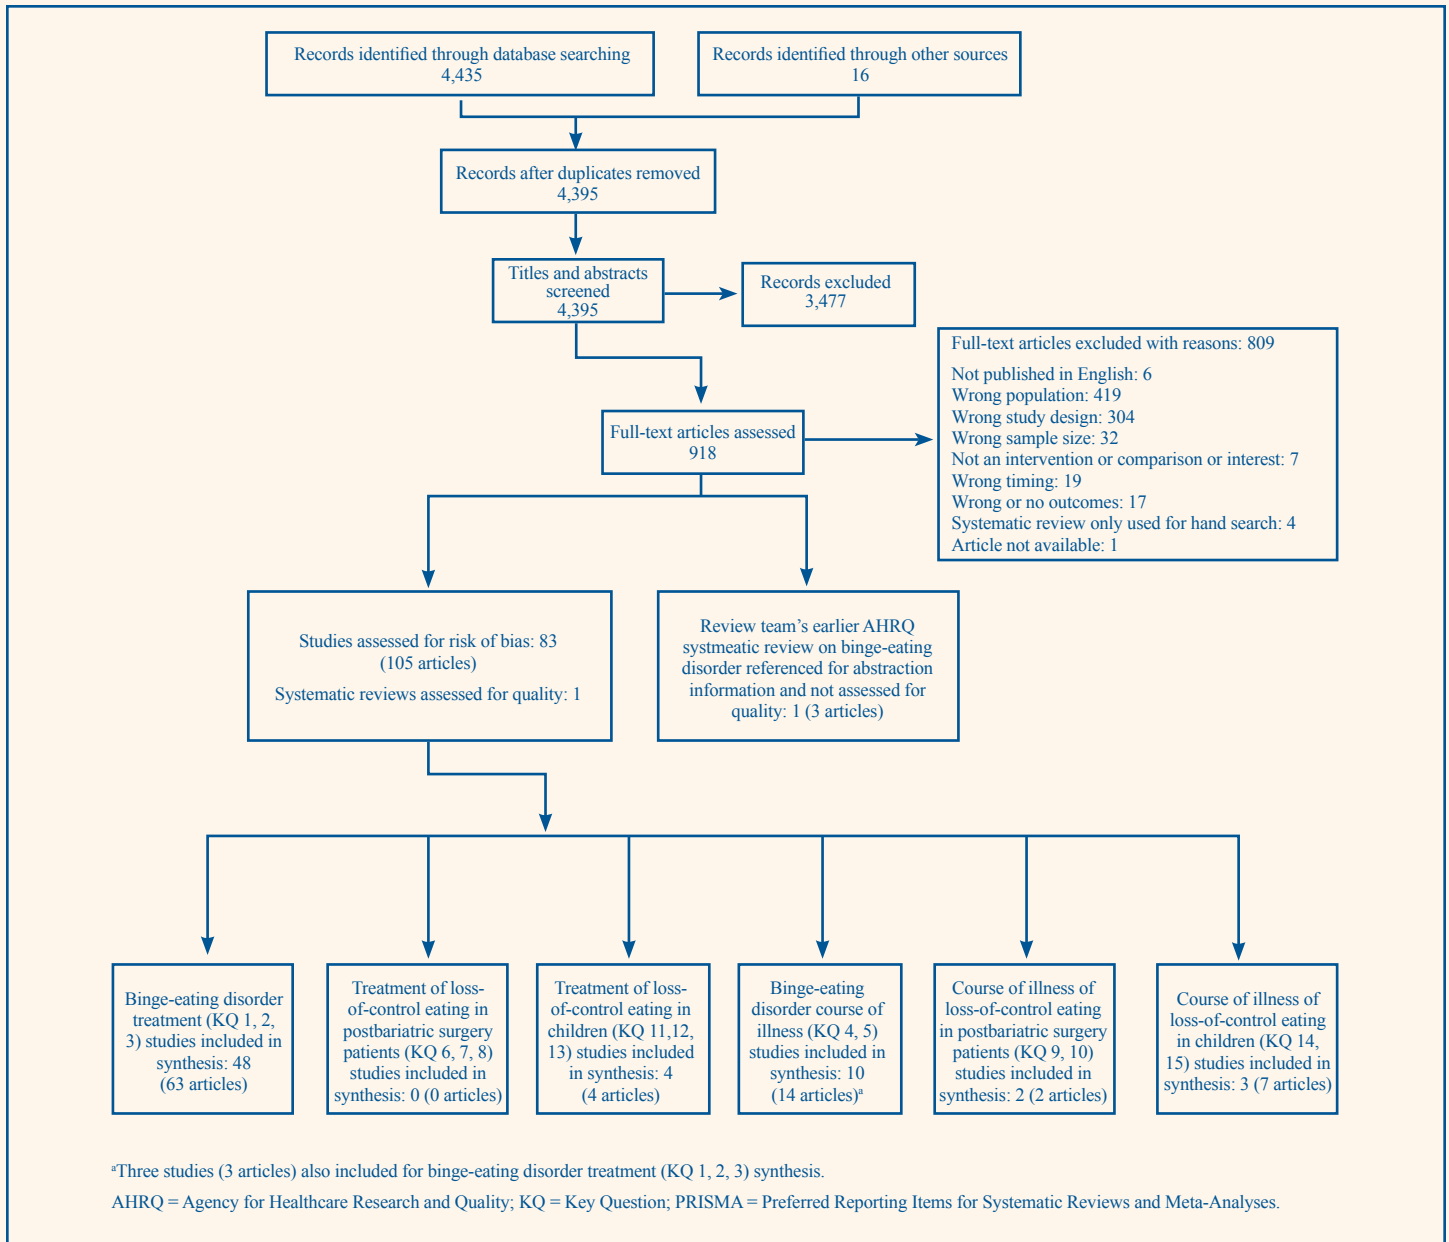 Records identified through database searching
4,435
Records identified through other sources
16
Records after duplicates removed
4,395
Titles and abstracts
screened
4,395
Records excluded
3,477
Full-text articles assessed
918
Full-text articles excluded with reasons: 809
Not published in English: 6
Wrong population: 419
Wrong study design: 304
Wrong sample size: 32
Not an intervention or comparison or interest: 7
Wrong timing: 19
Wrong or no outcomes: 17
Systematic review only used for hand search: 4
Article not available: 1
Studies assessed for risk of bias: 83
(105 articles)
Systematic reviews assessed for quality: 1
Review team’s earlier AHRQ
systmeatic review on binge-eating
disorder referenced for abstraction
information and not assessed for
quality: 1 (3 articles)
Binge-eating disorder
treatment (KQ 1, 2,
3) studies included in
synthesis: 48
(63 articles)
Treatment of loss-
of-control eating in
postbariatric surgery
patients (KQ 6, 7, 8)
studies included in
synthesis: 0 (0 articles)
Treatment of loss-
of-control eating in
children (KQ 11,12,
13) studies included
in synthesis: 4
(4 articles)
Binge-eating
disorder course of
illness (KQ 4, 5)
studies included in
synthesis: 10
(14 articles)ᵃ
Course of illness of
loss-of-control eating
in postbariatric surgery
patients (KQ 9, 10)
studies included in
synthesis: 2 (2 articles)
Course of illness of
loss-of-control eating
in children (KQ 14,
15) studies included in
synthesis: 3 (7 articles)
ᵃThree studies (3 articles) also included for binge-eating disorder treatment (KQ 1, 2, 3) synthesis.
AHRQ = Agency for Healthcare Research and Quality; KQ = Key Question; PRISMA = Preferred Reporting Items for Systematic Reviews and Meta-Analyses.